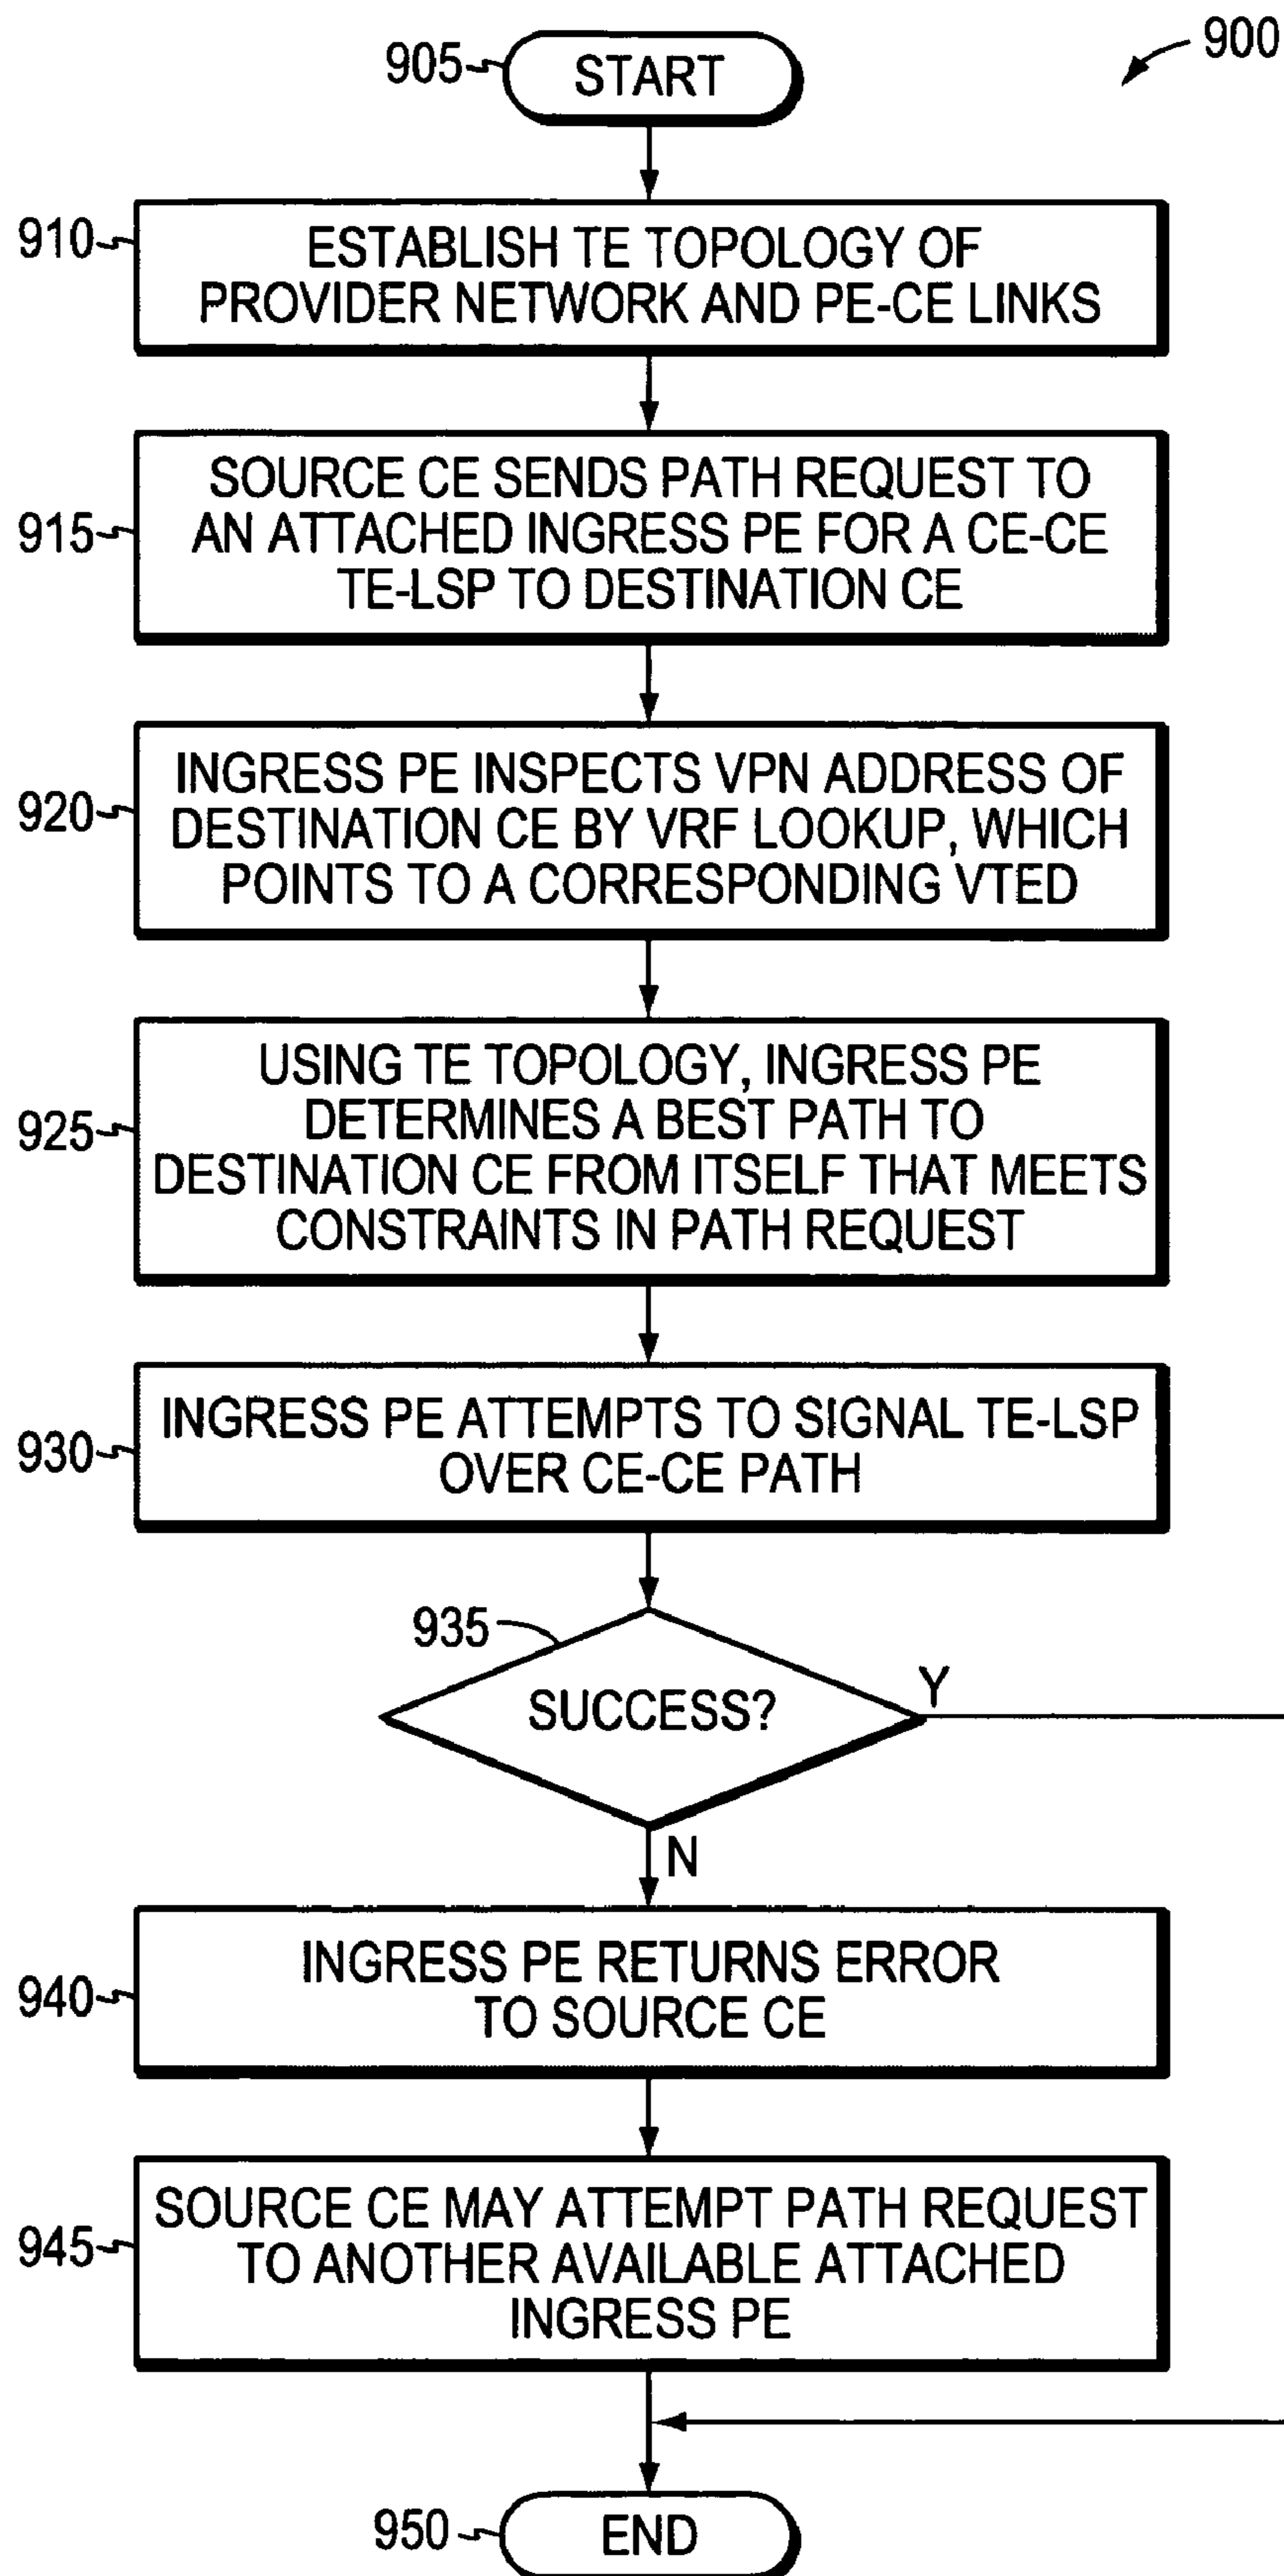 900
905
START
910
ESTABLISH TE TOPOLOGY OF
PROVIDER NETWORK AND PE-CE LINKS
915
SOURCE CE SENDS PATH REQUEST TO
AN ATTACHED INGRESS PE FOR A CE-CE
TE-LSP TO DESTINATION CE
920
INGRESS PE INSPECTS VPN ADDRESS OF
DESTINATION CE BY VRF LOOKUP, WHICH
POINTS TO A CORRESPONDING VTED
925
USING TE TOPOLOGY, INGRESS PE
DETERMINES A BEST PATH TO
DESTINATION CE FROM ITSELF THAT MEETS
CONSTRAINTS IN PATH REQUEST
930
INGRESS PE ATTEMPTS TO SIGNAL TE-LSP
OVER CE-CE PATH
935
SUCCESS?
Y
N
940
INGRESS PE RETURNS ERROR
TO SOURCE CE
945
SOURCE CE MAY ATTEMPT PATH REQUEST
TO ANOTHER AVAILABLE ATTACHED
INGRESS PE
950
END